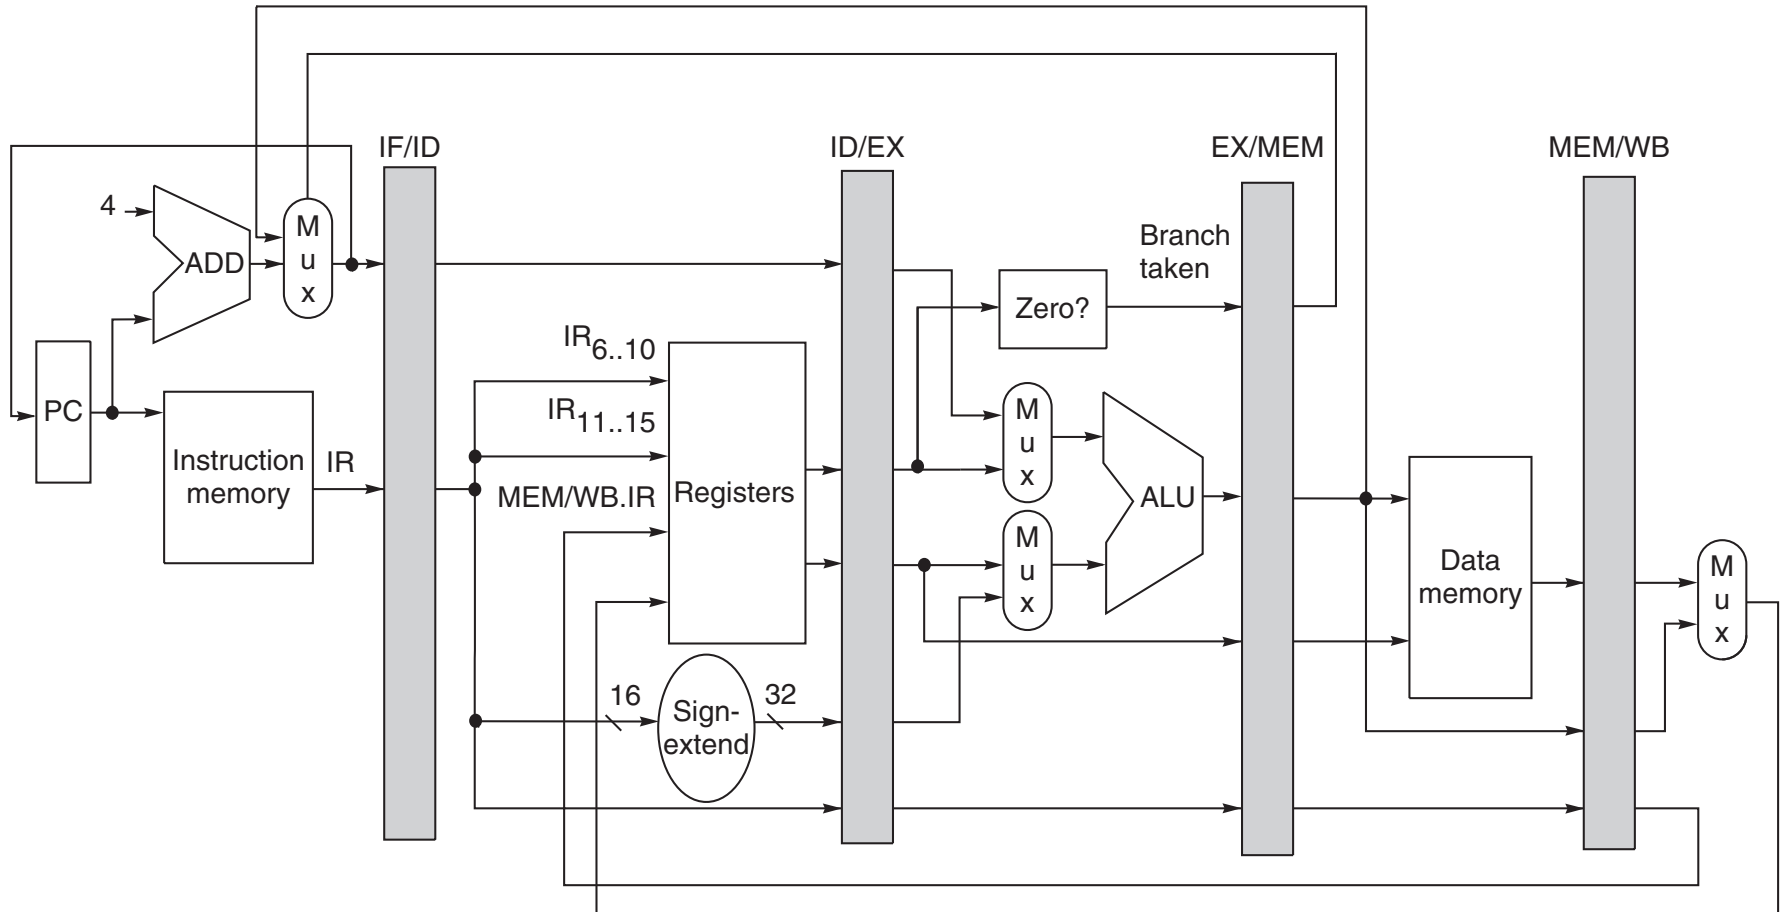 IF/ID
ID/EX
EX/MEM
MEM/WB
4
ADD
M
u
x
Branch
taken
Zero?
IR6..10
IR11..15
PC
Instruction
memory
IR
MEM/WB.IR
Registers
M
u
x
M
u
x
ALU
Data
memory
M
u
x
16
Sign-
extend
32